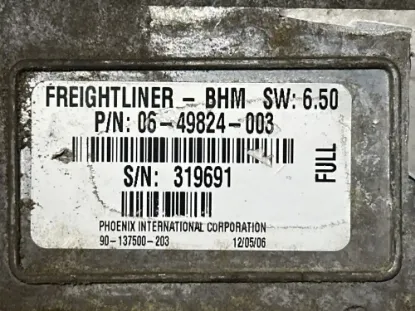 FREIGHTLINER - BHM SW: 6.50
P/N: 06-49824-003
S/N: 319691
FULL
PHOENIX INTERNATIONAL CORPORATION
90-137500-203 12/05/06